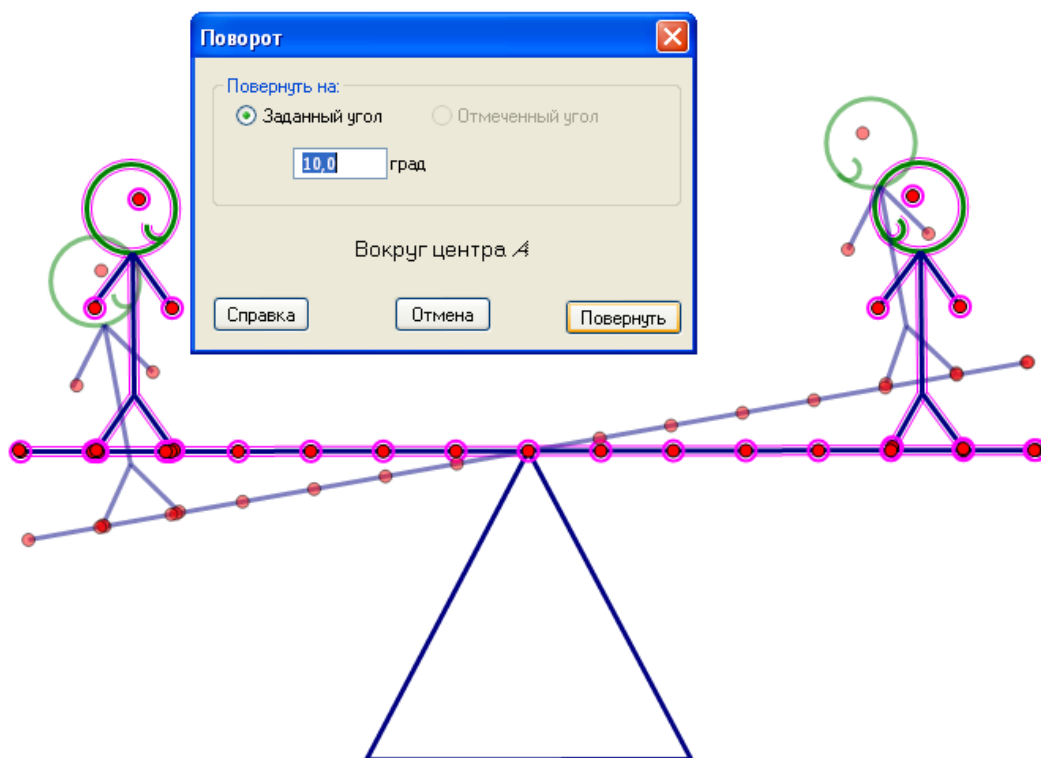 Поворот
Повернуть на:
Заданный угол
Отмеченный угол
10,0 град
Вокруг центра A
Справка
Отмена
Повернуть